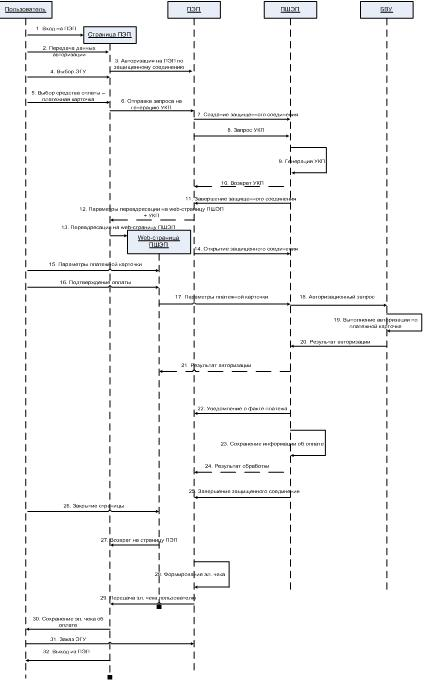 Пользователь
ПЭП
ПШЭП
БВУ
1. Вход на ПЭП
Страница ПЭП
2. Передача данных
авторизации
3. Авторизация на ПЭП по
защищенному соединению
4. Выбор ЭГУ
5. Выбор средства оплаты –
платежная карточка
6. Отправка запроса на
генерацию УКП
7. Создание защищенного соединения
8. Запрос УКП
9. Генерация УКП
10. Возврат УКП
11. Завершение защищенного соединения
12. Параметры переадресации на web-страницу ПШЭП
+ УКП
13. Переадресация на web-страницу ПШЭП
Web-страница
ПШЭП
14. Открытие защищенного соединения
15. Параметры платежной карточки
16. Подтверждение оплаты
17. Параметры платежной карточки
18. Авторизационный запрос
19. Выполнение авторизации по
платежной карточке
20. Результат авторизации
21. Результат авторизации
22. Уведомление о факте платежа
23. Сохранение информации об оплате
24. Результат обработки
25. Завершение защищенного соединения
26. Закрытие страницы
27. Возврат на страницу ПЭП
28. Формирование эл. чека
29. Передача эл. чека пользователю
30. Сохранение эл. чека об
оплате
31. Заказ ЭГУ
32. Выход из ПЭП